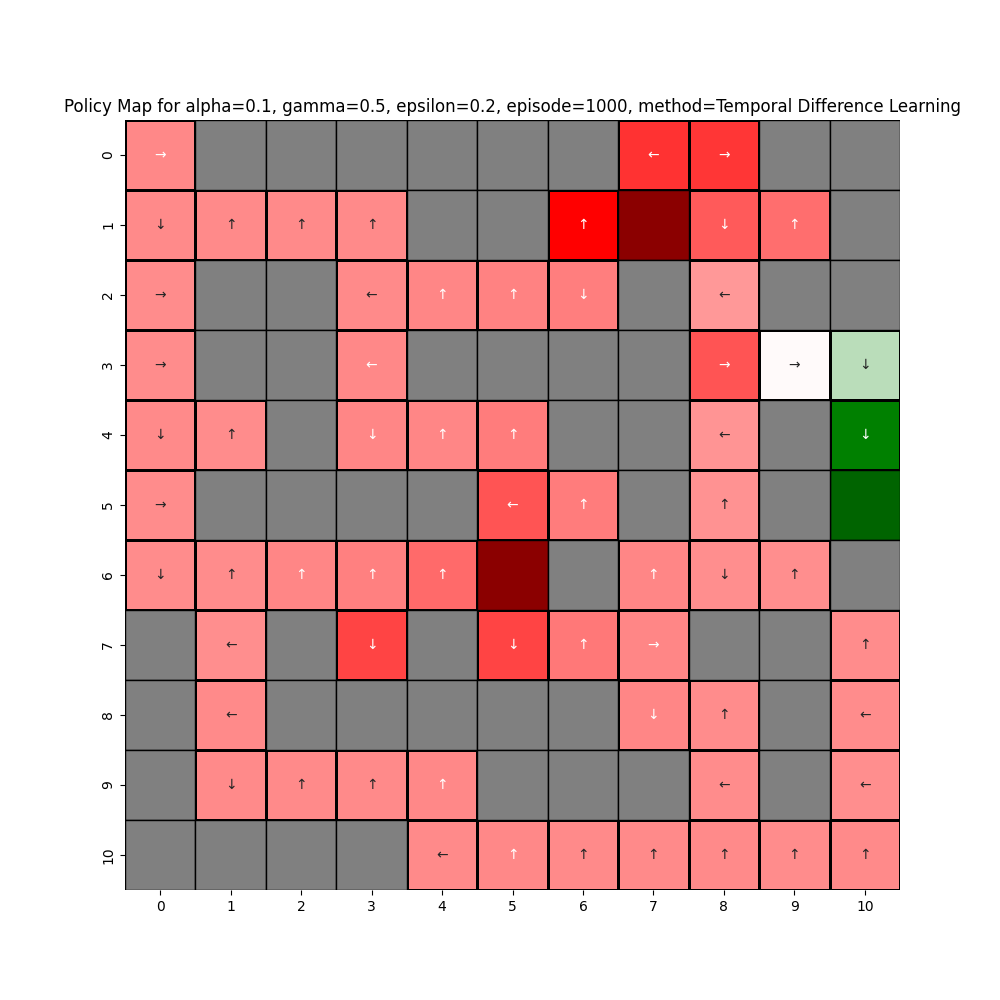 Policy Map for alpha=0.1, gamma=0.5, epsilon=0.2, episode=1000, method=Temporal Difference Learning
0 → ← →
1 ↓ ↑ ↑ ↑ ↑ ↓ ↑
2 → ← ↑ ↑ ↓ ←
3 → ← → → ↓
4 ↓ ↑ ↓ ↑ ↑ ← ↓
5 → ← ↑ ↑
6 ↓ ↑ ↑ ↑ ↑ ↑ ↓ ↑
7 ← ↓ ↓ ↑ → ↑
8 ← ↓ ↑ ←
9 ↓ ↑ ↑ ↑ ← ←
10 ← ↑ ↑ ↑ ↑ ↑ ↑
0 1 2 3 4 5 6 7 8 9 10